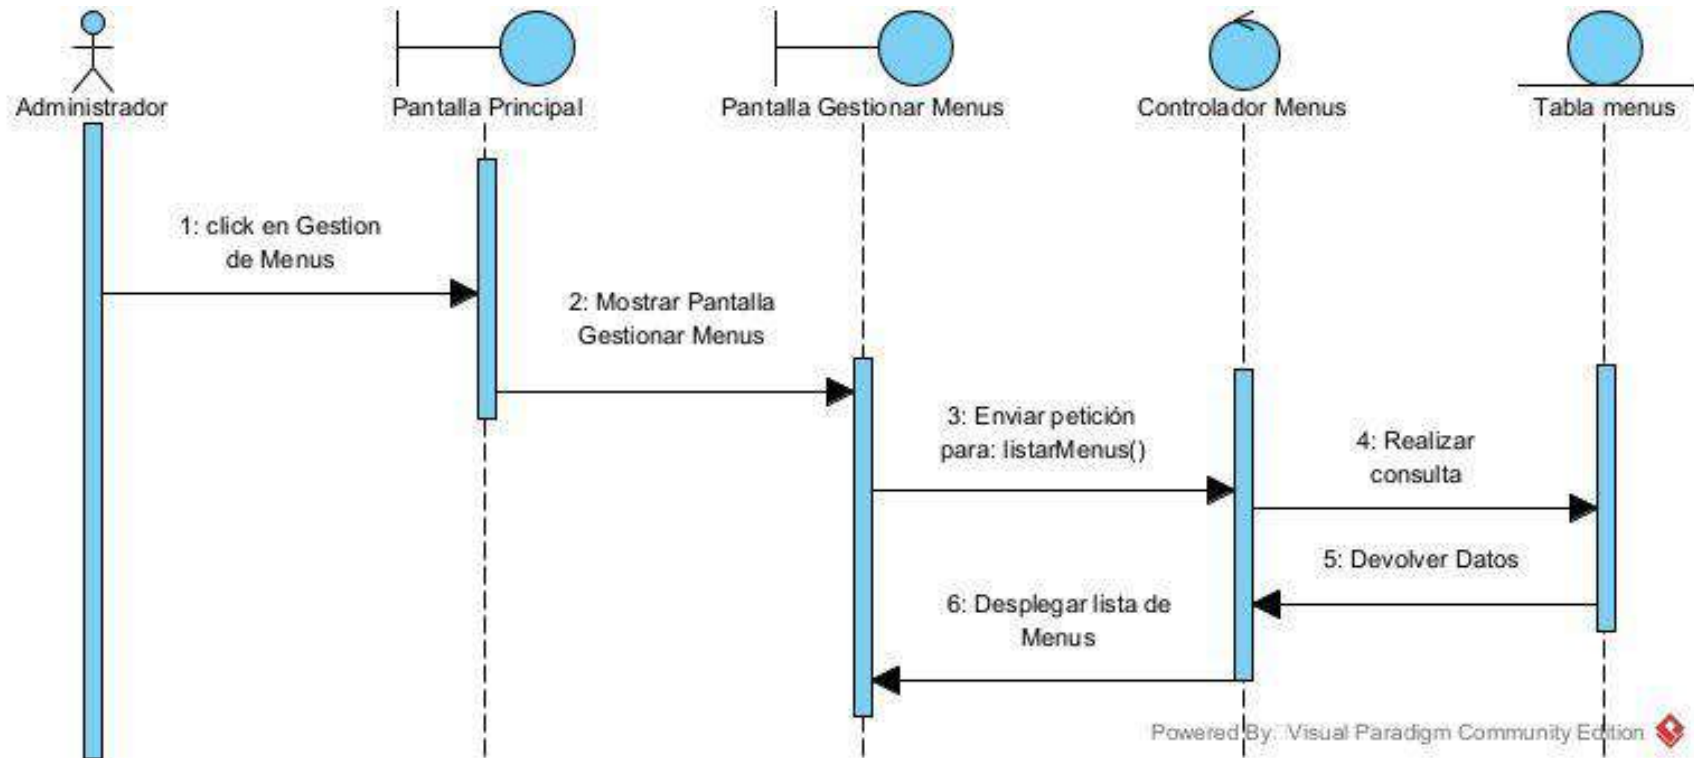 Administrador
Pantalla Principal
Pantalla Gestionar Menus
Controlador Menus
Tabla menus
1: click en Gestion
de Menus
2: Mostrar Pantalla
Gestionar Menus
3: Enviar petición
para: listarMenus()
4: Realizar
consulta
5: Devolver Datos
6: Desplegar lista de
Menus
Powered By: Visual Paradigm Community Edition